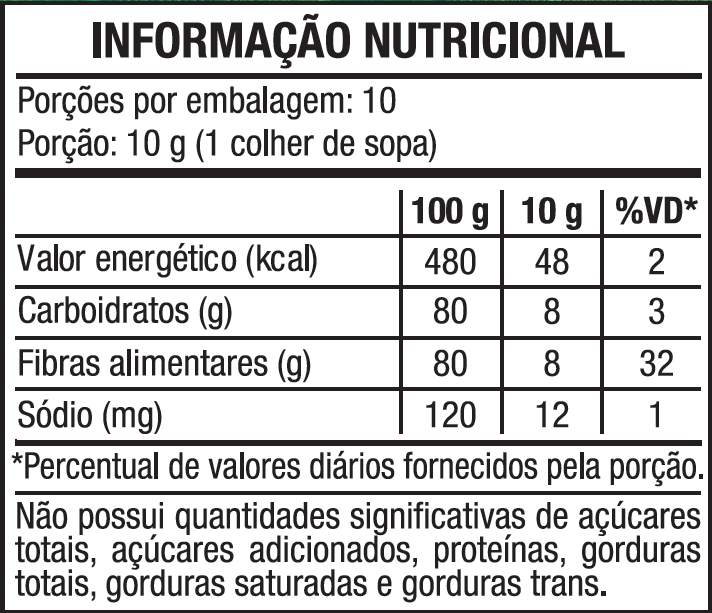 INFORMAÇÃO NUTRICIONAL
Porções por embalagem: 10
Porção: 10 g (1 colher de sopa)
100 g 10 g %VD*
Valor energético (kcal) 480 48 2
Carboidratos (g) 80 8 3
Fibras alimentares (g) 80 8 32
Sódio (mg) 120 12 1
*Percentual de valores diários fornecidos pela porção.
Não possui quantidades significativas de açúcares
totais, açúcares adicionados, proteínas, gorduras
totais, gorduras saturadas e gorduras trans.